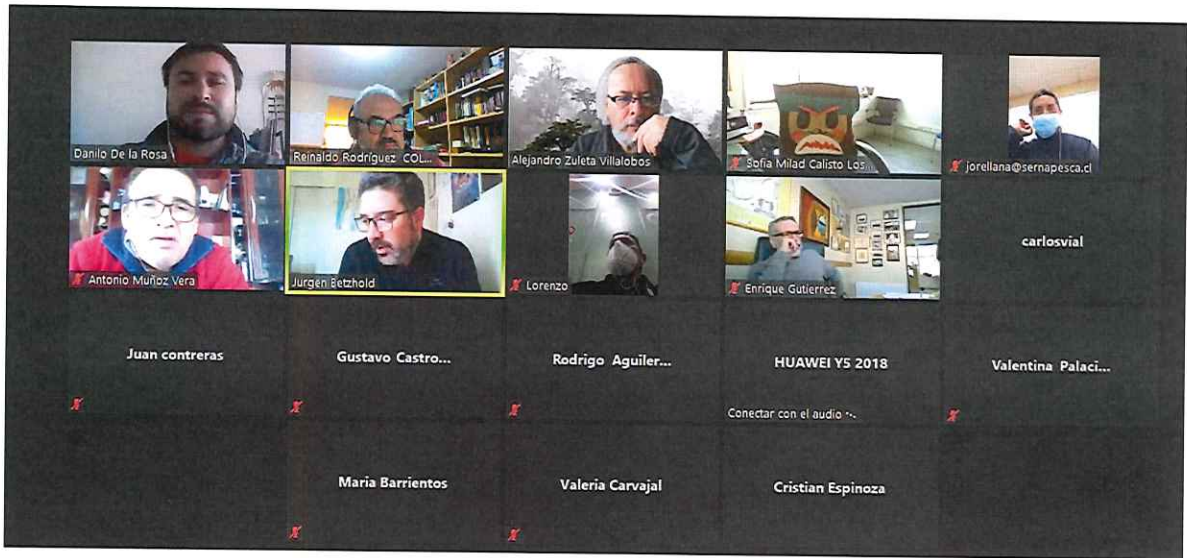 Danilo De la Rosa
Reinaldo Rodríguez COL...
Alejandro Zuleta Villalobos
Sofia Milad Calisto Los...
jorellana@sernapesca.cl
Antonio Muñoz Vera
Jurgen Betzhold
Lorenzo
Enrique Gutierrez
carlosvial
Juan contreras
Gustavo Castro...
Rodrigo Aguiler...
HUAWEI Y5 2018
Conectar con el audio
Valentina Palaci...
Maria Barrientos
Valeria Carvajal
Cristian Espinoza